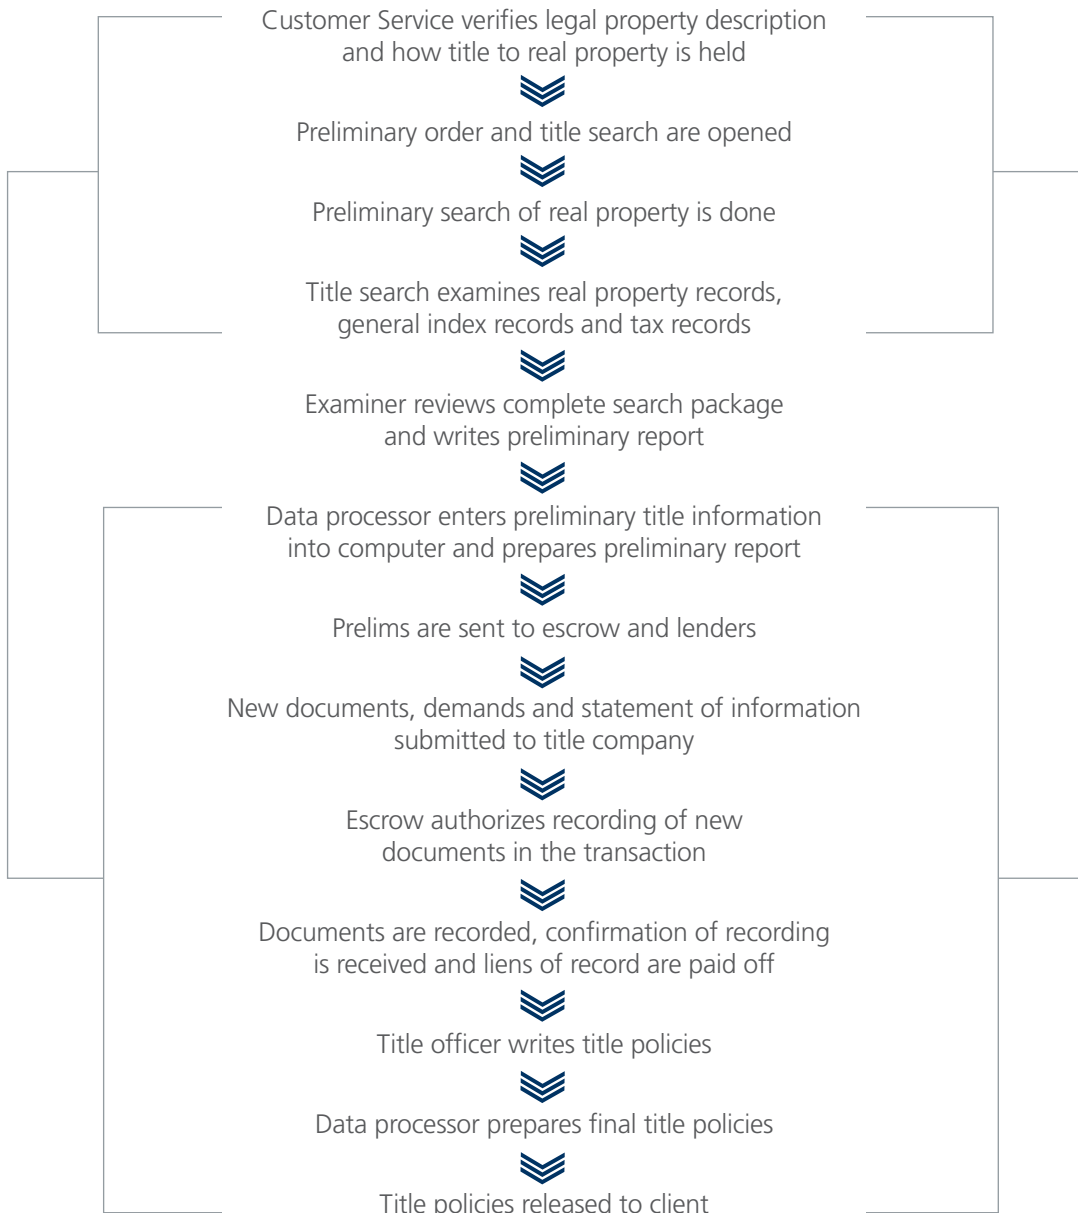 Customer Service verifies legal property description
and how title to real property is held
Preliminary order and title search are opened
Preliminary search of real property is done
Title search examines real property records,
general index records and tax records
Examiner reviews complete search package
and writes preliminary report
Data processor enters preliminary title information
into computer and prepares preliminary report
Prelims are sent to escrow and lenders
New documents, demands and statement of information
submitted to title company
Escrow authorizes recording of new
documents in the transaction
Documents are recorded, confirmation of recording
is received and liens of record are paid off
Title officer writes title policies
Data processor prepares final title policies
Title policies released to client